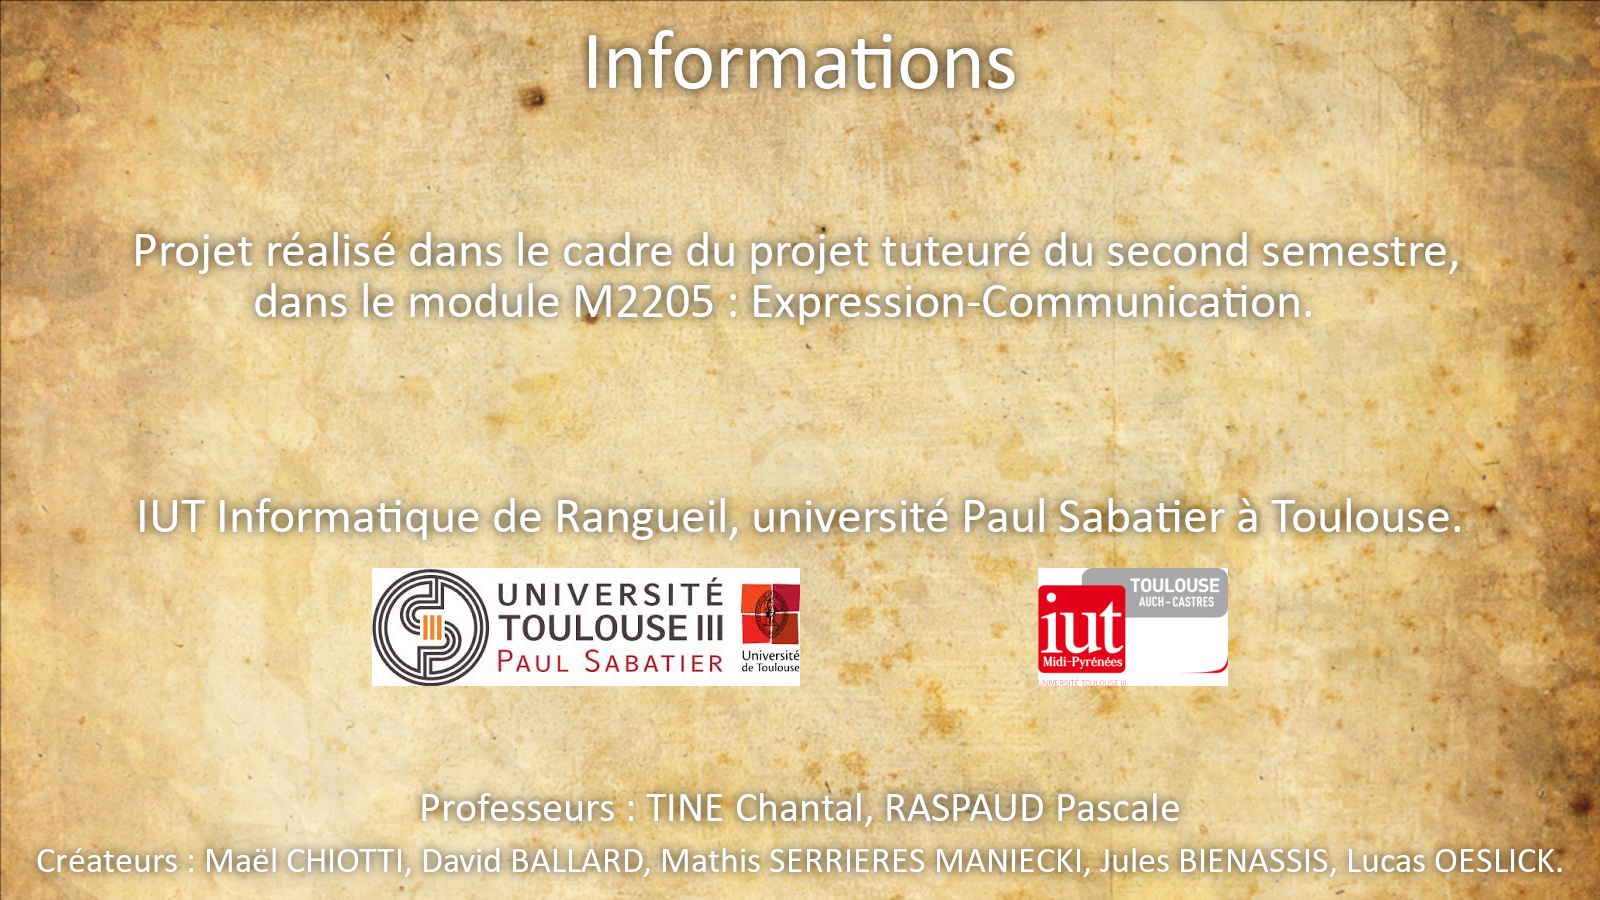 Informations
Projet réalisé dans le cadre du projet tuteuré du second semestre,
dans le module M2205 : Expression-Communication.
IUT Informatique de Rangueil, université Paul Sabatier à Toulouse.
UNIVERSITÉ
TOULOUSE III
PAUL SABATIER
Université
de Toulouse
TOULOUSE
AUCH - CASTRES
iut
Midi-Pyrénées
UNIVERSITÉ TOULOUSE III
Professeurs : TINE Chantal, RASPAUD Pascale
Créateurs : Maël CHIOTTI, David BALLARD, Mathis SERRIERES MANIECKI, Jules BIENASSIS, Lucas OESLICK.